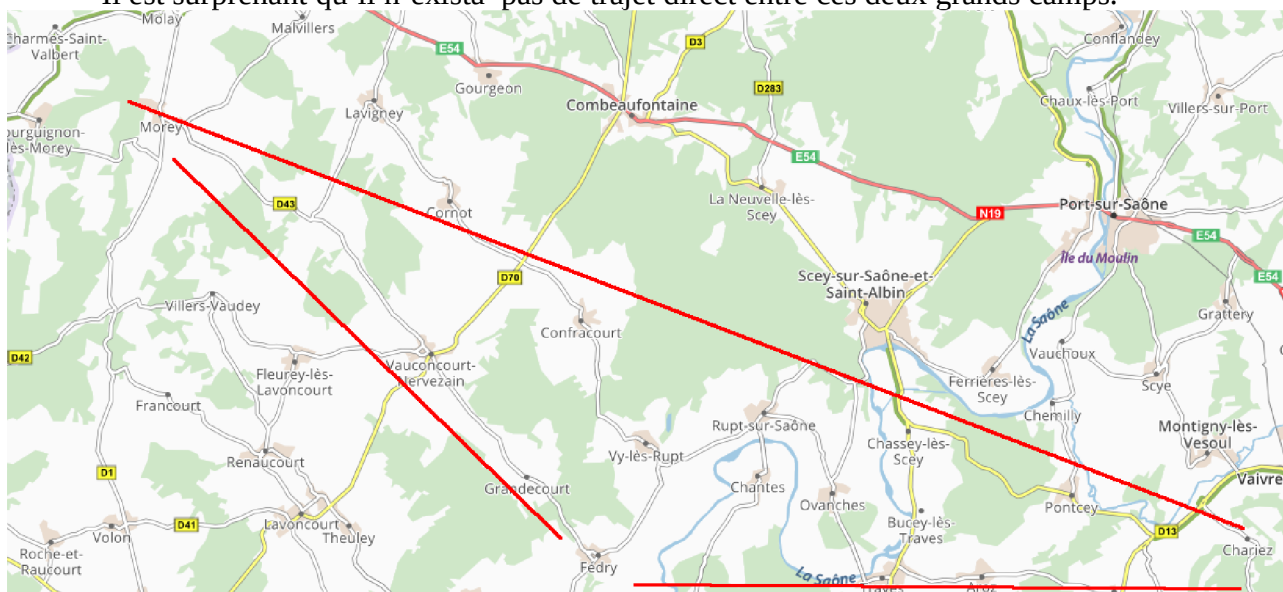 Il est surprenant qu'il n'exista pas de trajet direct entre ces deux grands camps.
Molay
Malvillers
Charmes-Saint-
Valbert
E54
D3
Conflandey
Gourgeon
D283
Combeaufontaine
Chaux-lès-Port
Villers-sur-Port
Lavigney
Morey
ourguignon-
lès-Morey
E54
La Neuvelle-lès-
Scey
D43
Cornot
N19
Port-sur-Saône
E54
Île du Moulin
D70
Scey-sur-Saône-et-
Saint-Albin
E54
Villers-Vaudey
Grattery
Confracourt
La Saône
D42
Vauconcourt-
Nervezain
Vauchoux
Fleurey-lès-
Lavoncourt
Ferrières-lès-
Scey
Scye
Francourt
Chemilly
Rupt-sur-Saône
Montigny-lès-
Vesoul
Chassey-lès-
Scey
Renaucourt
Vy-lès-Rupt
D1
Vaivre
Grandecourt
Chantes
Ovanches
Pontcey
D41
Lavoncourt
Bucey-lès-
Traves
D13
Volon
Theuley
Chariez
Roche-et-
Raucourt
Fédry
La Saône
Traves
Aroz